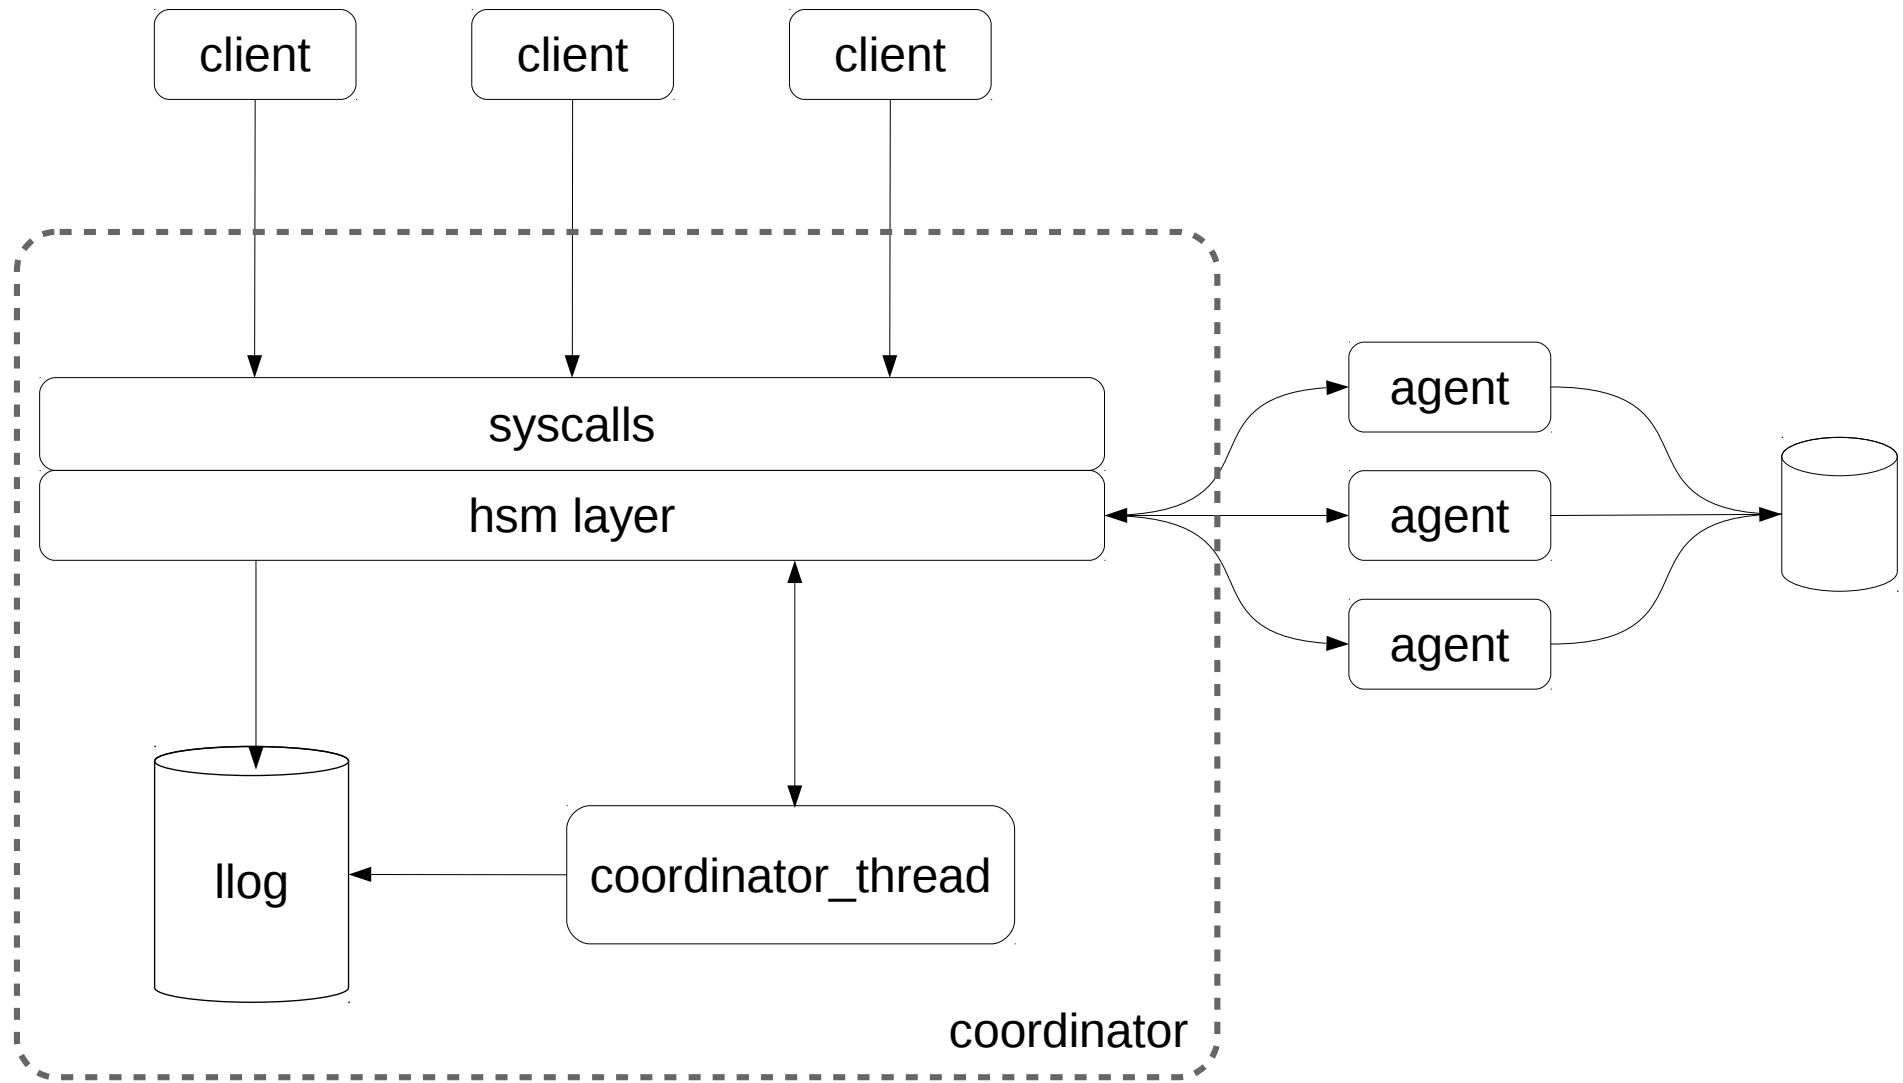 client
client
client
syscalls
hsm layer
agent
agent
agent
llog
coordinator_thread
coordinator